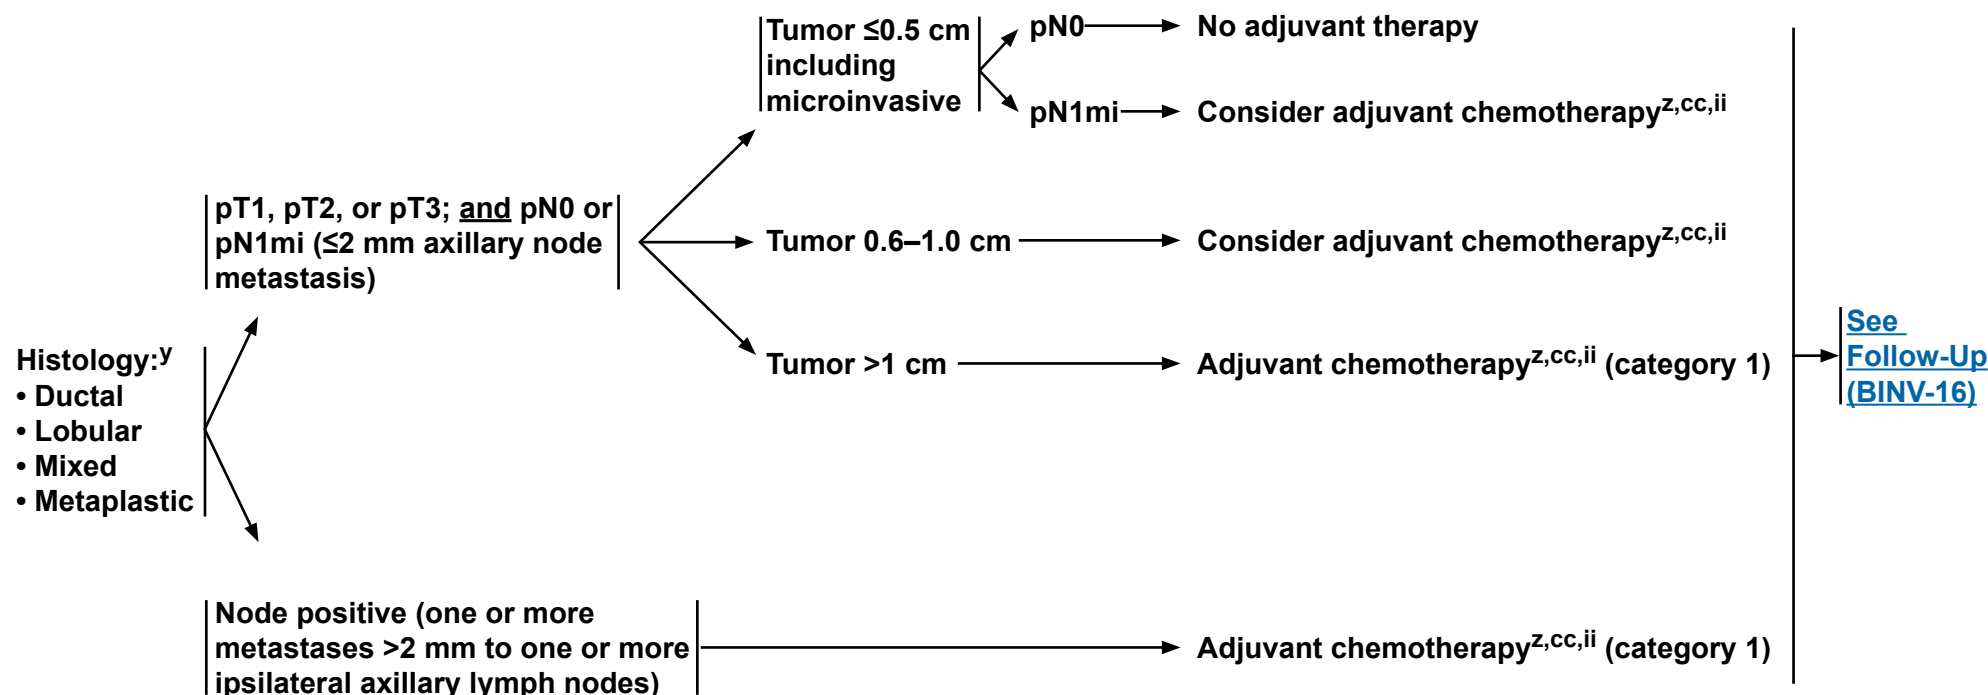 Histology:y
• Ductal
• Lobular
• Mixed
• Metaplastic
pT1, pT2, or pT3; and pN0 or
pN1mi (≤2 mm axillary node
metastasis)
Tumor ≤0.5 cm
including
microinvasive
pN0
No adjuvant therapy
pN1mi
Consider adjuvant chemotherapyz,cc,ii
Tumor 0.6–1.0 cm
Consider adjuvant chemotherapyz,cc,ii
Tumor >1 cm
Adjuvant chemotherapyz,cc,ii (category 1)
Node positive (one or more
metastases >2 mm to one or more
ipsilateral axillary lymph nodes)
Adjuvant chemotherapyz,cc,ii (category 1)
See
Follow-Up
(BINV-16)